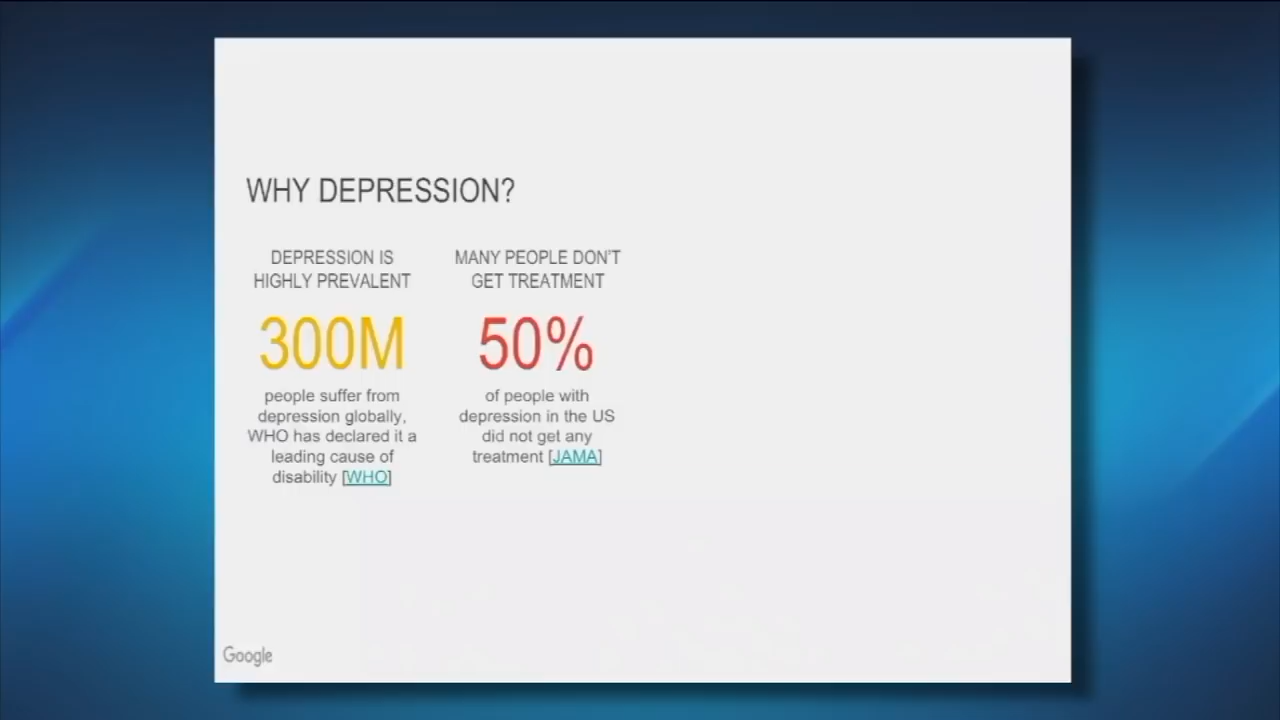 WHY DEPRESSION?
DEPRESSION IS
HIGHLY PREVALENT
300M
people suffer from
depression globally,
WHO has declared it a
leading cause of
disability [WHO]
MANY PEOPLE DON'T
GET TREATMENT
50%
of people with
depression in the US
did not get any
treatment [JAMA]
Google